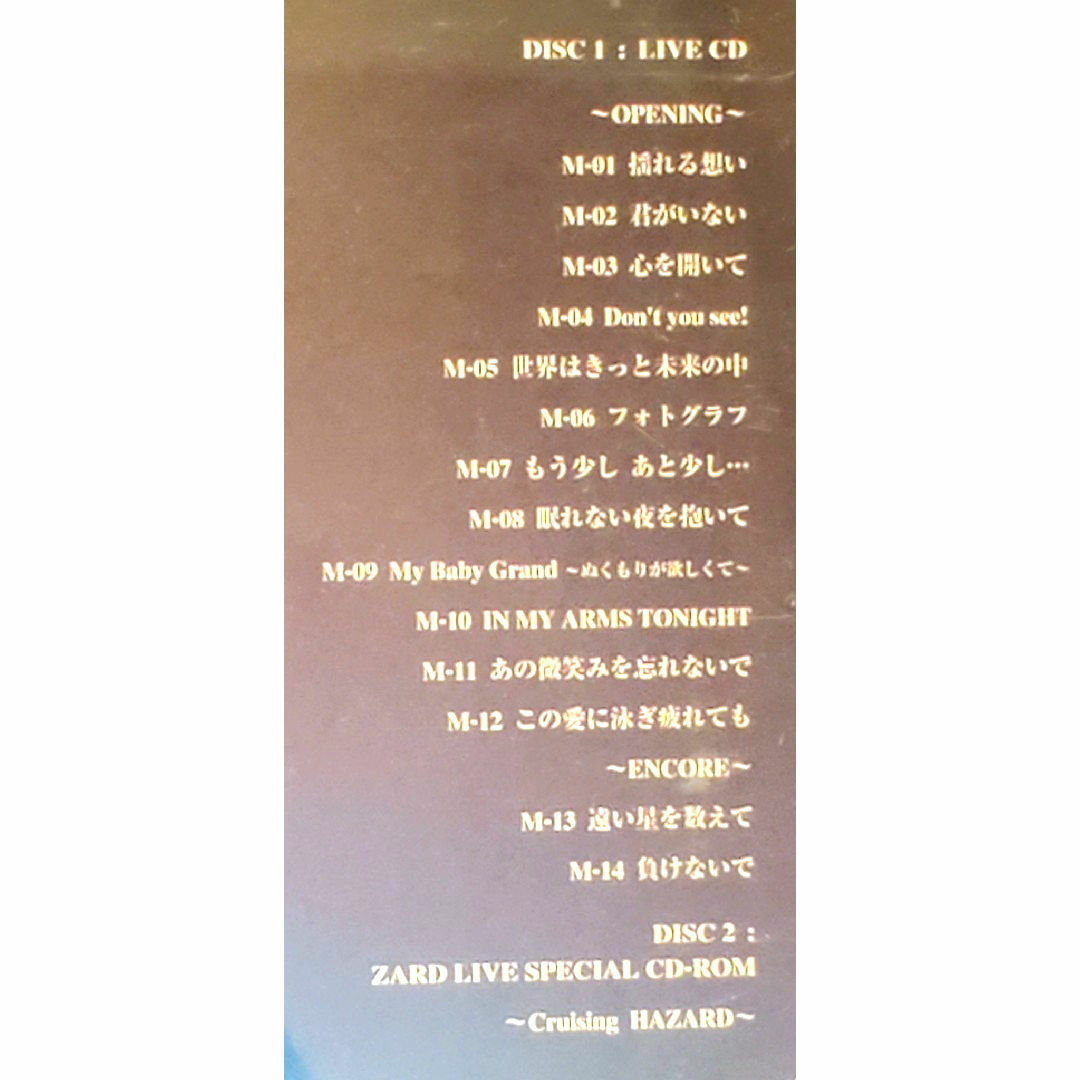 DISC 1 : LIVE CD
～OPENING～
M-01 揺れる想い
M-02 君がいない
M-03 心を開いて
M-04 Don't you see!
M-05 世界はきっと未来の中
M-06 フォトグラフ
M-07 もう少し あと少し…
M-08 眠れない夜を抱いて
M-09 My Baby Grand ～ぬくもりが欲しくて～
M-10 IN MY ARMS TONIGHT
M-11 あの微笑みを忘れないで
M-12 この愛に泳ぎ疲れても
～ENCORE～
M-13 遠い星を数えて
M-14 負けないで
DISC 2 :
ZARD LIVE SPECIAL CD-ROM
～Cruising HAZARD～